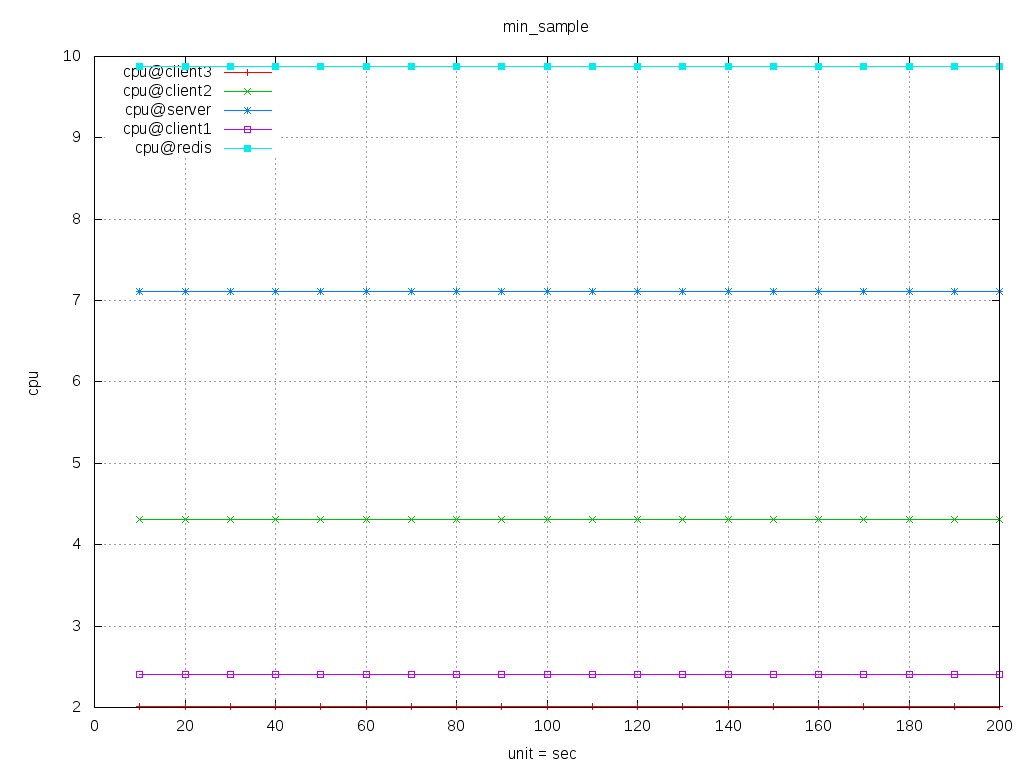 min_sample
10
9
8
7
6
5
4
3
2
cpu
cpu@client3
cpu@client2
cpu@server
cpu@client1
cpu@redis
0 20 40 60 80 100 120 140 160 180 200
unit = sec